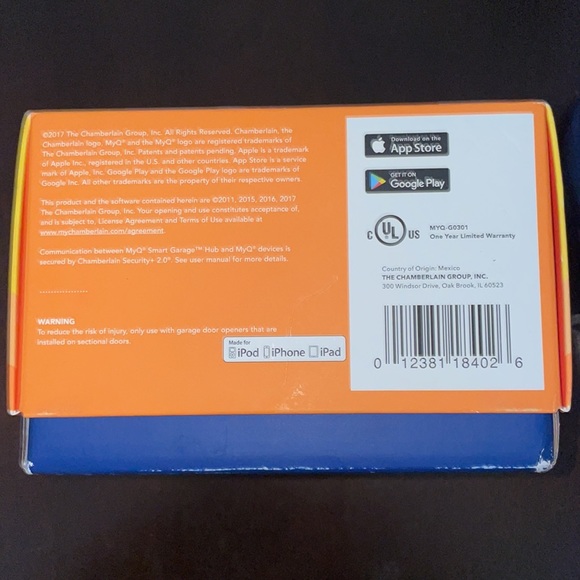 ©2017 The Chamberlain Group, Inc. All Rights Reserved. Chamberlain, the
Chamberlain logo, MyQ® and the MyQ® logo are registered trademarks of
The Chamberlain Group, Inc. Patents and patents pending. Apple is a trademark
of Apple Inc., registered in the U.S. and other countries. App Store is a service
mark of Apple, Inc. Google Play and the Google Play logo are trademarks of
Google Inc. All other trademarks are the property of their respective owners.
This product and the software contained herein are ©2011, 2015, 2016, 2017
The Chamberlain Group, Inc. Your opening and use constitutes acceptance of,
and is subject to, License Agreement and Terms of Use available at
www.mychamberlain.com/agreement.
Communication between MyQ® Smart Garage™ Hub and MyQ® devices is
secured by Chamberlain Security+ 2.0®. See user manual for more details.
WARNING
To reduce the risk of injury, only use with garage door openers that are
installed on sectional doors.
Made for
iPod iPhone iPad
Download on the
App Store
GET IT ON
Google Play
C UL US
MYQ-G0301
One Year Limited Warranty
Country of Origin: Mexico
THE CHAMBERLAIN GROUP, INC.
300 Windsor Drive, Oak Brook, IL 60523
0 12381 18402 6